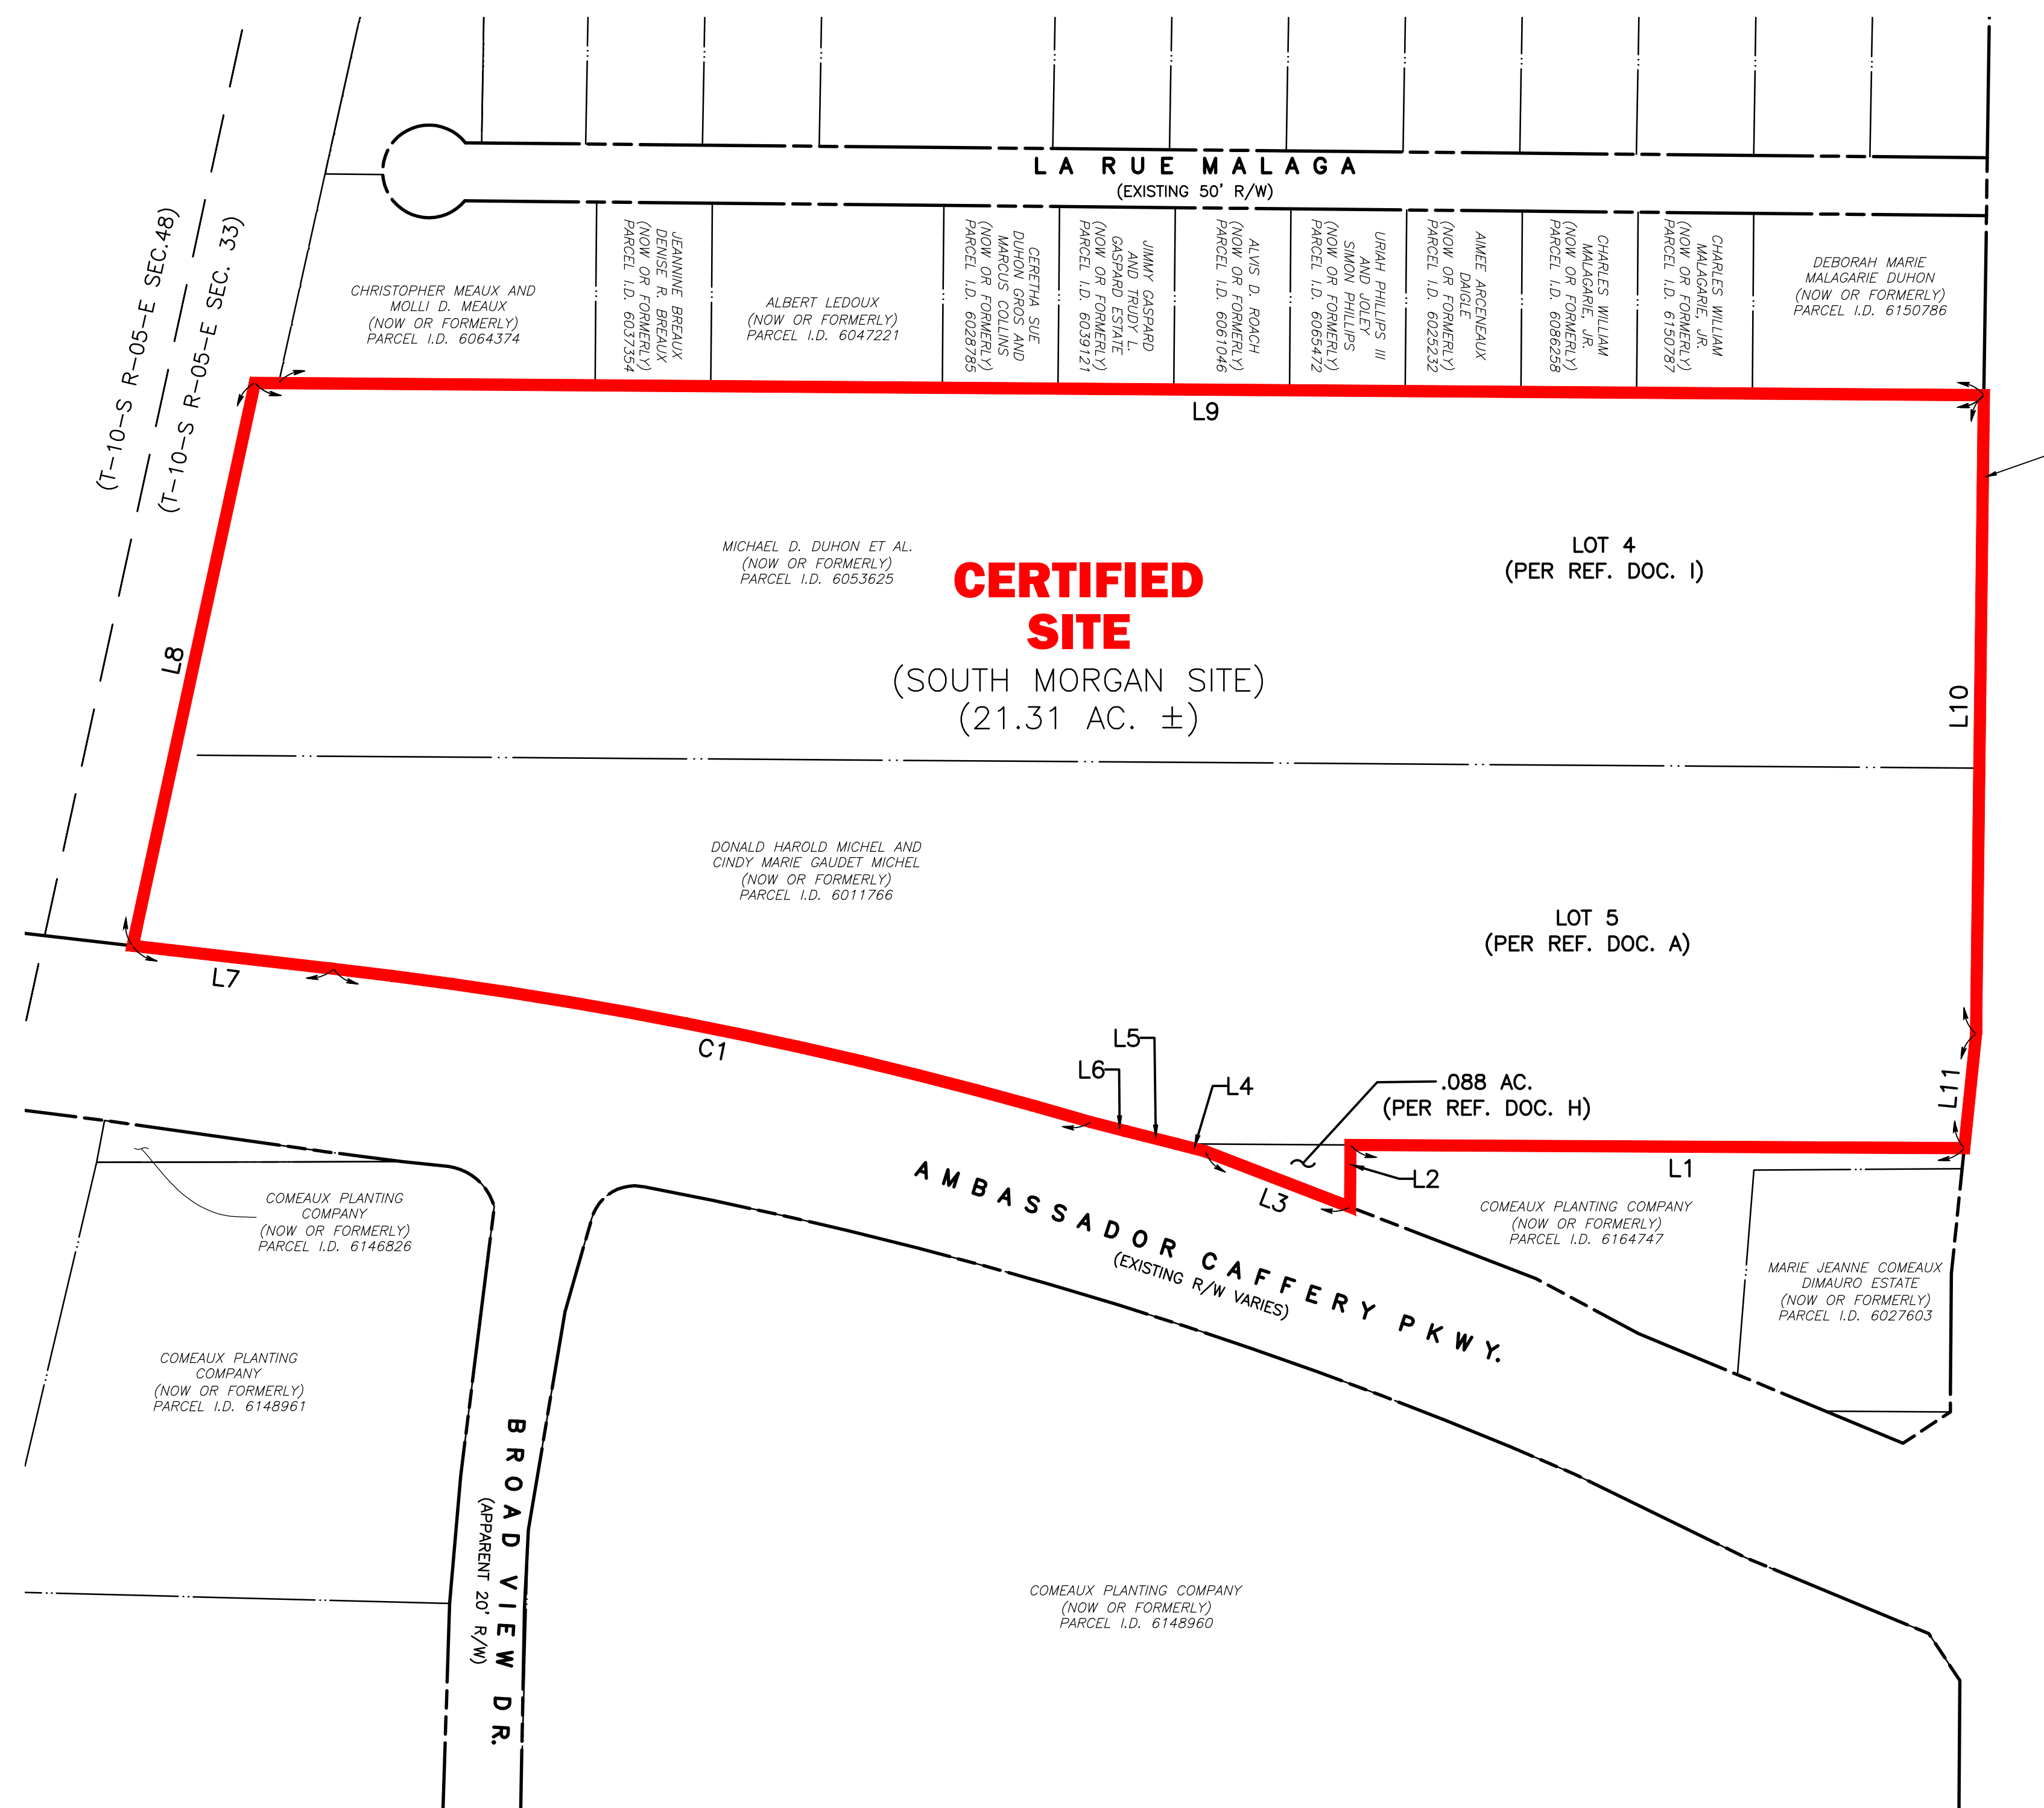 LA RUE MALAGA
(EXISTING 50' R/W)
(T-10-S R-05-E SEC.48)
(T-10-S R-05-E SEC. 33)
CHRISTOPHER MEAUX AND
MOLLI D. MEAUX
(NOW OR FORMERLY)
PARCEL I.D. 6064374
JEANNINE BREAUX
DENISE R. BREAUX
(NOW OR FORMERLY)
PARCEL I.D. 6037354
ALBERT LEDOUX
(NOW OR FORMERLY)
PARCEL I.D. 6047221
CERETHA SUE
DUHON GROS AND
MARCUS COLLINS
(NOW OR FORMERLY)
PARCEL I.D. 6028785
JIMMY GASPARD
AND TRUDY L.
GASPARD ESTATE
(NOW OR FORMERLY)
PARCEL I.D. 6039121
ALVIS D. ROACH
(NOW OR FORMERLY)
PARCEL I.D. 6061046
URIAH PHILLIPS III
AND JOLEY
SIMON PHILLIPS
(NOW OR FORMERLY)
PARCEL I.D. 6065472
AIMEE ARCENEAUX
DAIGLE
(NOW OR FORMERLY)
PARCEL I.D. 6025232
CHARLES WILLIAM
MALAGARIE, JR.
(NOW OR FORMERLY)
PARCEL I.D. 6086258
CHARLES WILLIAM
MALAGARIE, JR.
(NOW OR FORMERLY)
PARCEL I.D. 6150787
DEBORAH MARIE
MALAGARIE DUHON
(NOW OR FORMERLY)
PARCEL I.D. 6150786
L9
MICHAEL D. DUHON ET AL.
(NOW OR FORMERLY)
PARCEL I.D. 6053625
CERTIFIED
SITE
(SOUTH MORGAN SITE)
(21.31 AC. ±)
LOT 4
(PER REF. DOC. I)
L8
L10
DONALD HAROLD MICHEL AND
CINDY MARIE GAUDET MICHEL
(NOW OR FORMERLY)
PARCEL I.D. 6011766
LOT 5
(PER REF. DOC. A)
L7
C1
L6
L5
L4
.088 AC.
(PER REF. DOC. H)
L11
L3
L2
L1
AMBASSADOR CAFFERY PKWY.
(EXISTING R/W VARIES)
COMEAUX PLANTING COMPANY
(NOW OR FORMERLY)
PARCEL I.D. 6164747
MARIE JEANNE COMEAUX
DIMAURO ESTATE
(NOW OR FORMERLY)
PARCEL I.D. 6027603
COMEAUX PLANTING
COMPANY
(NOW OR FORMERLY)
PARCEL I.D. 6146826
COMEAUX PLANTING
COMPANY
(NOW OR FORMERLY)
PARCEL I.D. 6148961
BROADVIEW DR.
(APPARENT 20' R/W)
COMEAUX PLANTING COMPANY
(NOW OR FORMERLY)
PARCEL I.D. 6148960